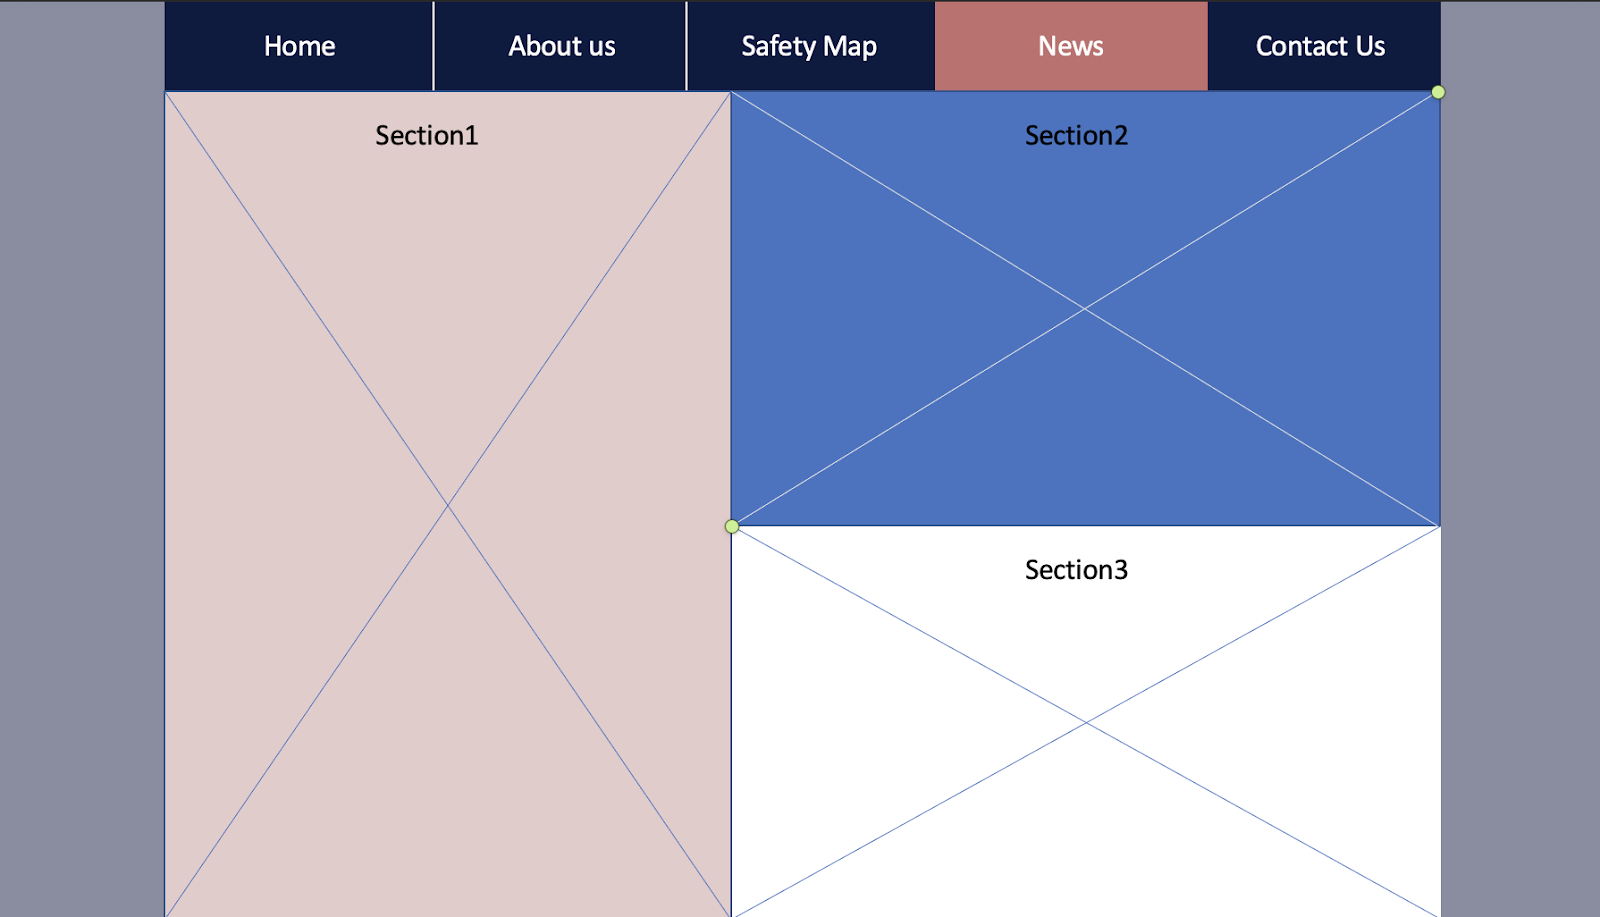 Home
About us
Safety Map
News
Contact Us
Section1
Section2
Section3